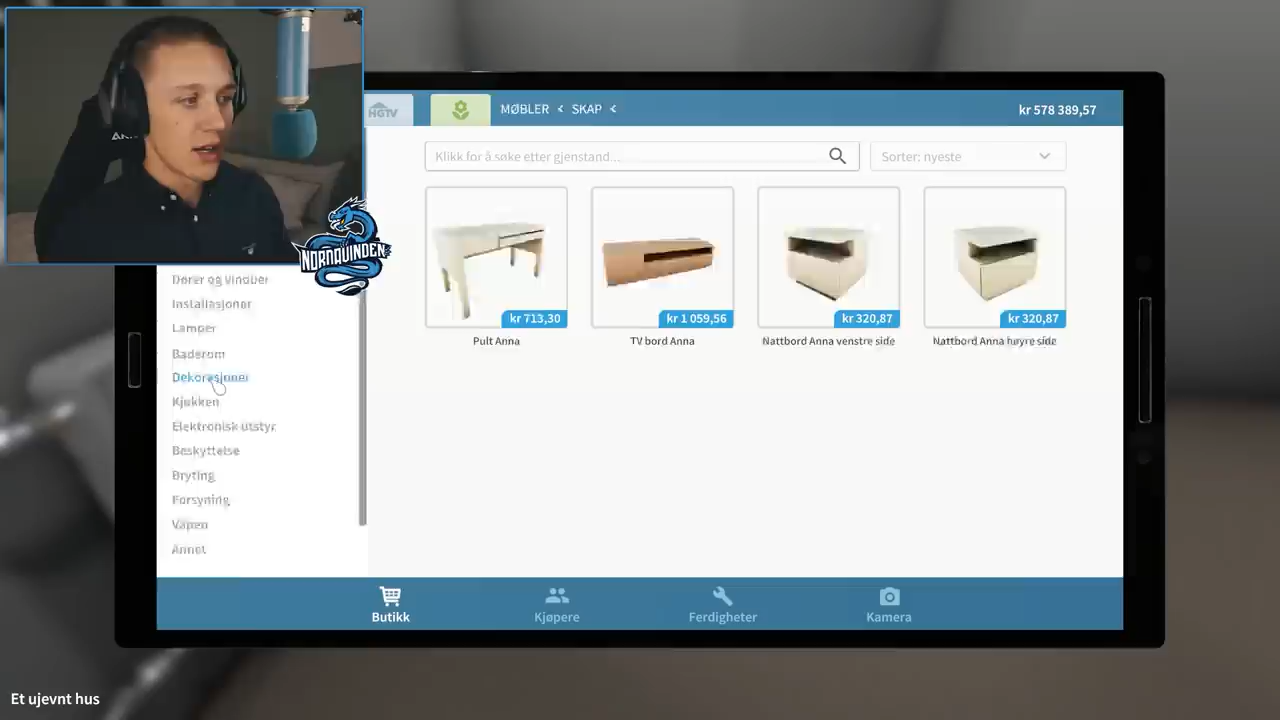 HGTV
MØBLER < SKAP <
kr 578 389,57
Klikk for å søke etter gjenstand...
Sorter: nyeste
NORNAVINDEN
kr 713,30
kr 1 059,56
kr 320,87
kr 320,87
Pult Anna
TV bord Anna
Nattbord Anna venstre side
Nattbord Anna høyre side
Dører og vinduer
Installasjoner
Lamper
Baderom
Dekorasjoner
Kjøkken
Elektronisk utstyr
Beskyttelse
Dryting
Forsyning
Våpen
Annet
Butikk
Kjøpere
Ferdigheter
Kamera
Et ujevnt hus